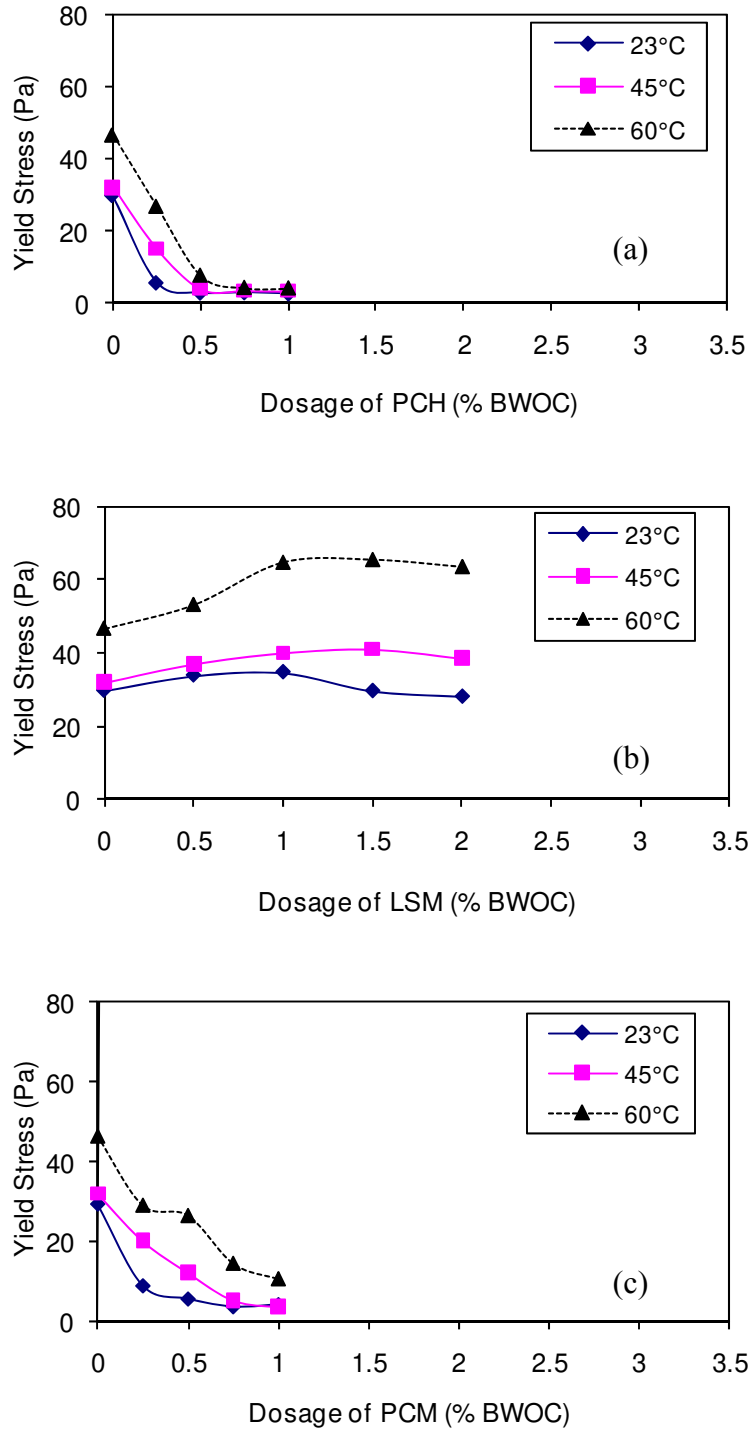 80
60
40
20
0
Yield Stress (Pa)
23°C
45°C
60°C
(a)
0 0.5 1 1.5 2 2.5 3 3.5
Dosage of PCH (% BWOC)
80
60
40
20
0
Yield Stress (Pa)
23°C
45°C
60°C
(b)
0 0.5 1 1.5 2 2.5 3 3.5
Dosage of LSM (% BWOC)
80
60
40
20
0
Yield Stress (Pa)
23°C
45°C
60°C
(c)
0 0.5 1 1.5 2 2.5 3 3.5
Dosage of PCM (% BWOC)